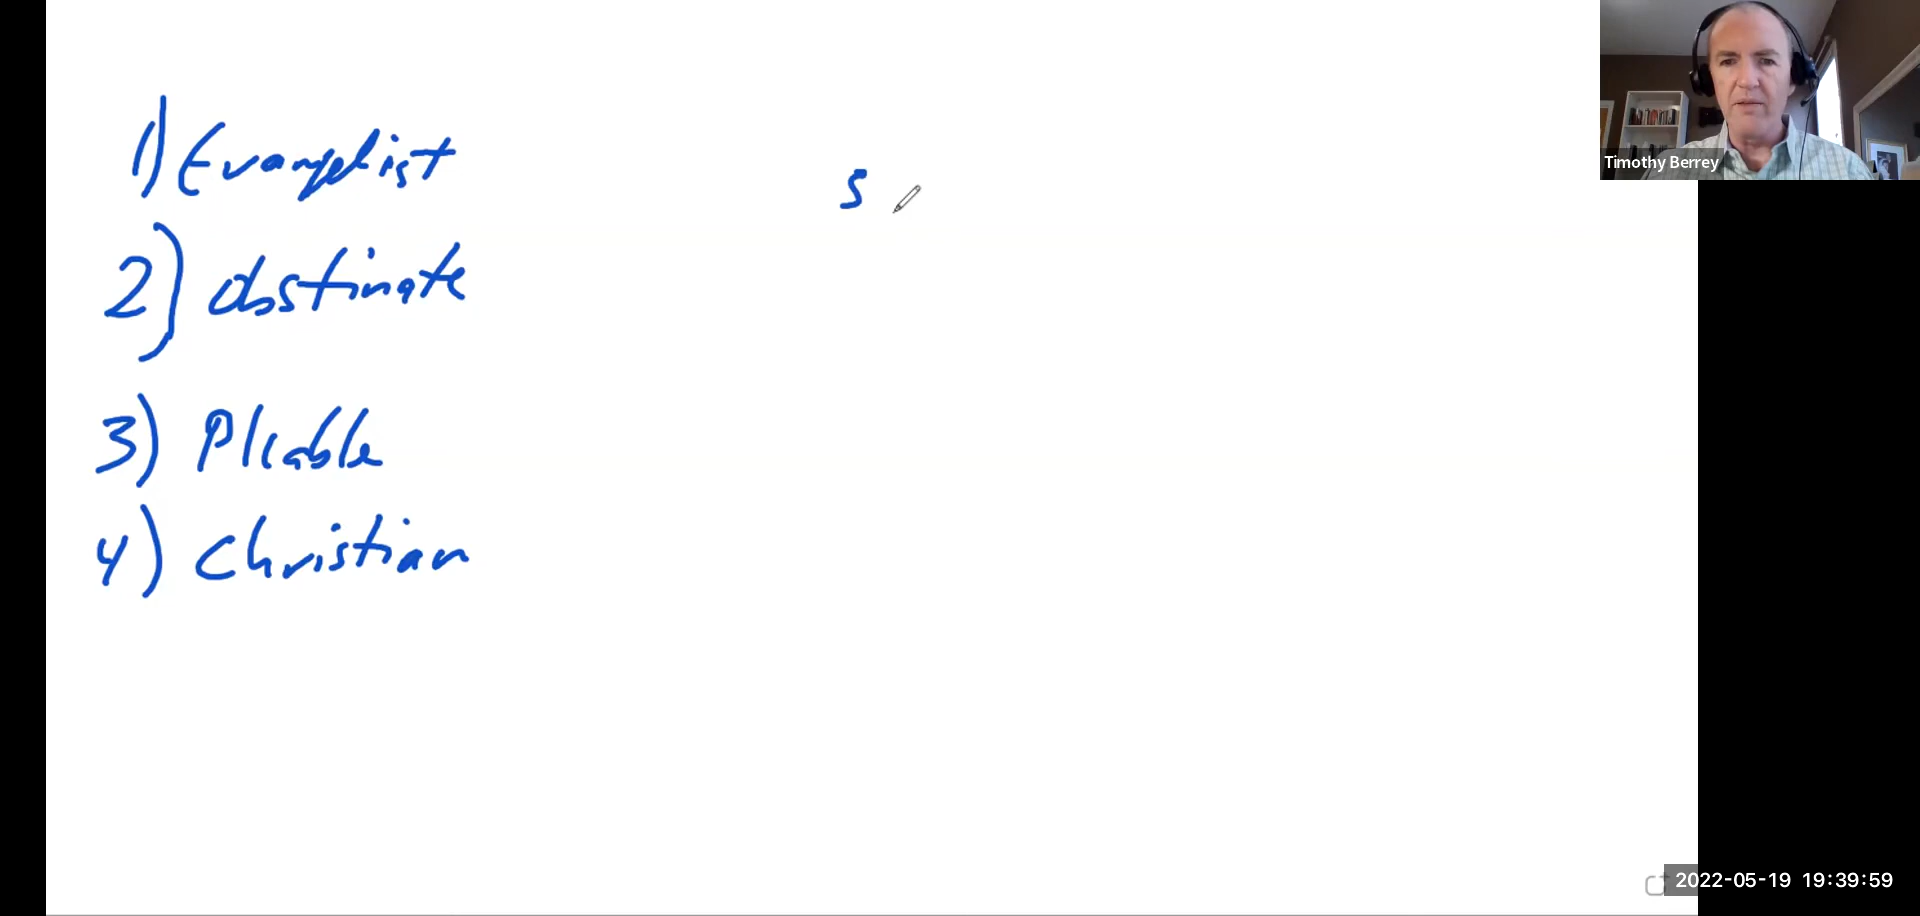 1) Evangelist
2) Obstinate
3) Pliable
4) Christian
S
Timothy Berrey
2022-05-19 19:39:59